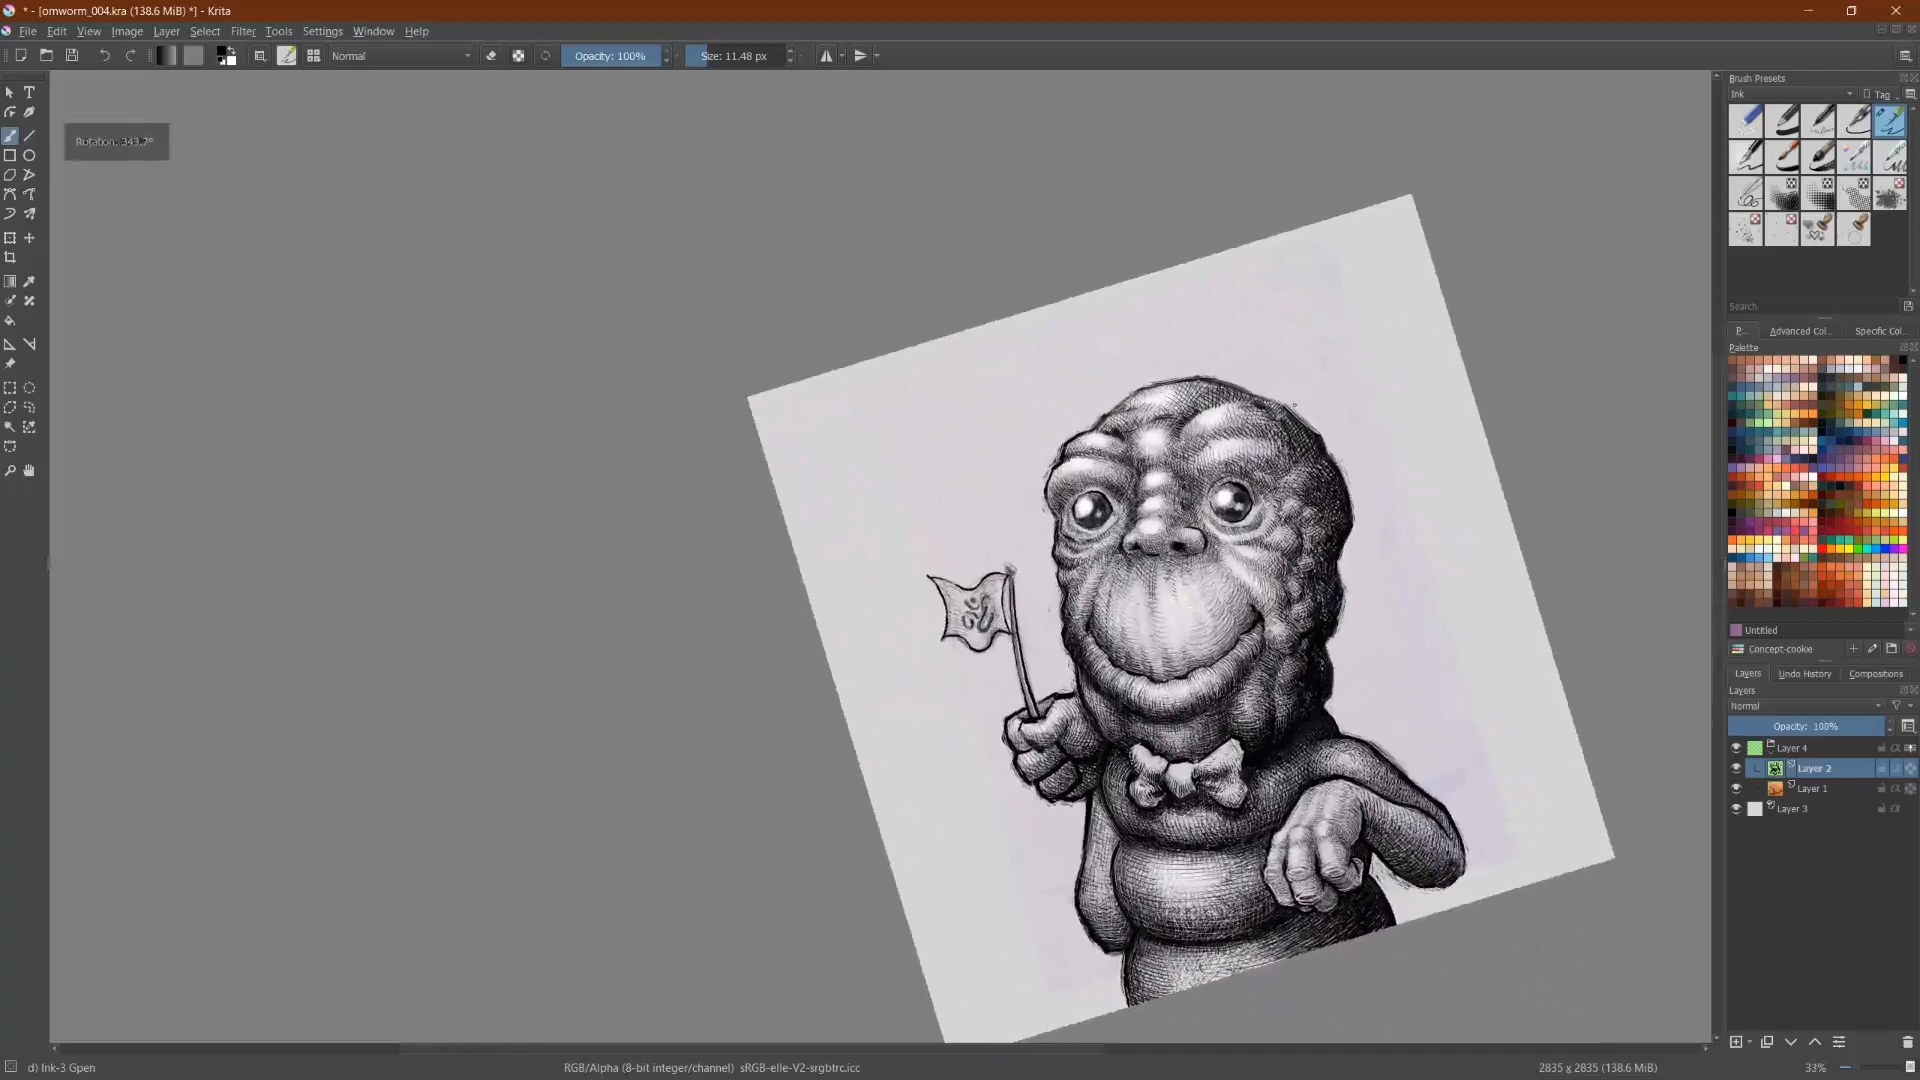 * - [omworm_004.kra (138.6 MiB) *] - Krita
File Edit View Image Layer Select Filter Tools Settings Window Help
Normal Opacity: 100% Size: 11.48 px
Rotation: 343.7°
Brush Presets
Ink Tag
Search
P... Advanced Col... Specific Col...
Palette
Untitled
Concept-cookie
Layers Undo History Compositions
Layers
Normal
Opacity: 100%
Layer 4
Layer 2
Layer 1
Layer 3
d) Ink-3 Gpen RGB/Alpha (8-bit integer/channel) sRGB-elle-V2-srgbtrc.icc 2835 x 2835 (138.6 MiB) 33%